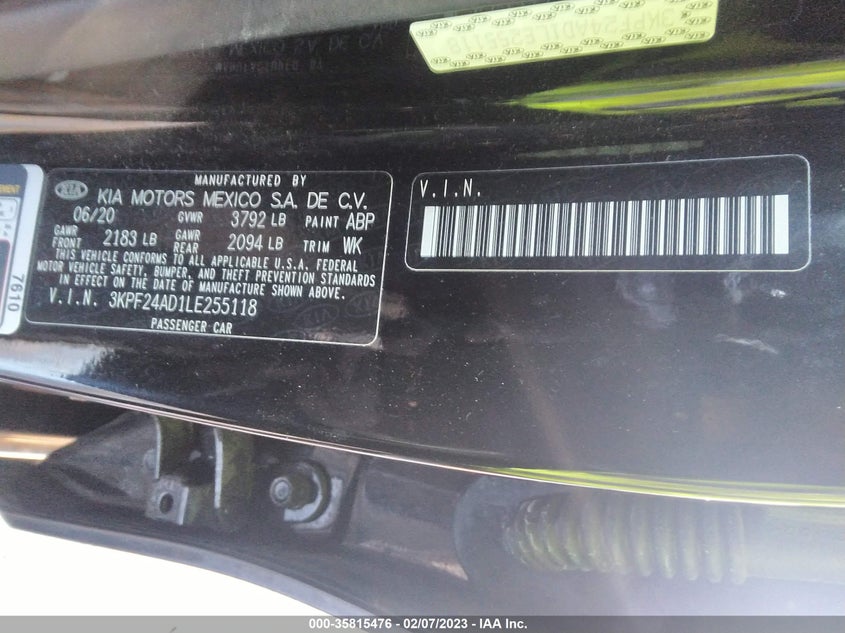 MANUFACTURED BY
KIA KIA MOTORS MEXICO S.A. DE C.V.
06/20 GVWR 3792 LB PAINT ABP
GAWR FRONT 2183 LB GAWR REAR 2094 LB TRIM WK
THIS VEHICLE CONFORMS TO ALL APPLICABLE U.S.A. FEDERAL
MOTOR VEHICLE SAFETY, BUMPER, AND THEFT PREVENTION STANDARDS
IN EFFECT ON THE DATE OF MANUFACTURE SHOWN ABOVE.
V.I.N. 3KPF24AD1LE255118
PASSENGER CAR
V.I.N.
7610
000-35815476 - 02/07/2023 - IAA Inc.